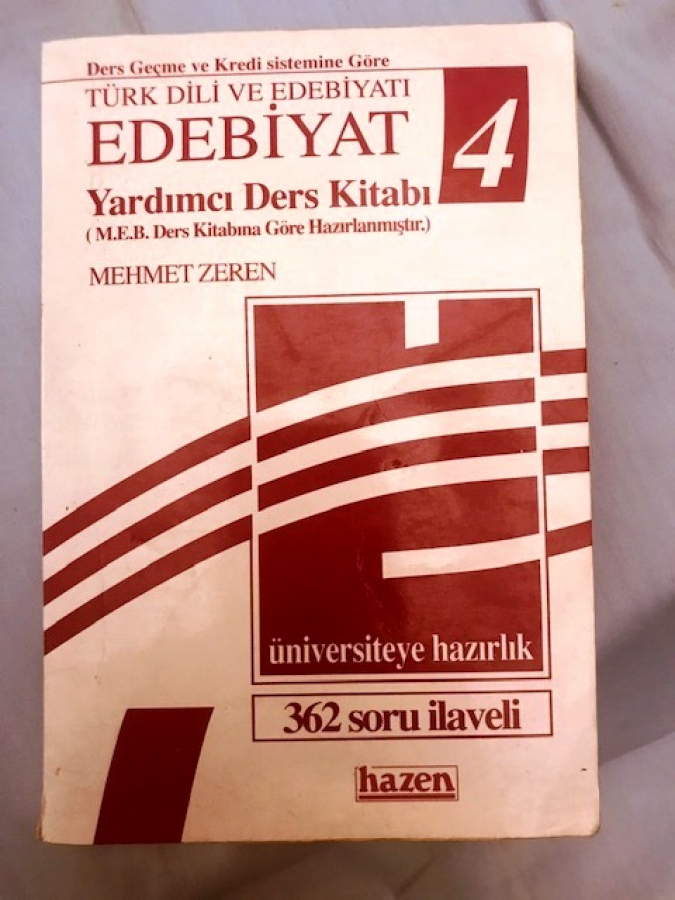 Ders Geçme ve Kredi sistemine Göre
TÜRK DİLİ VE EDEBİYATI
EDEBİYAT
4
Yardımcı Ders Kitabı
( M.E.B. Ders Kitabına Göre Hazırlanmıştır.)
MEHMET ZEREN
üniversiteye hazırlık
362 soru ilaveli
hazen